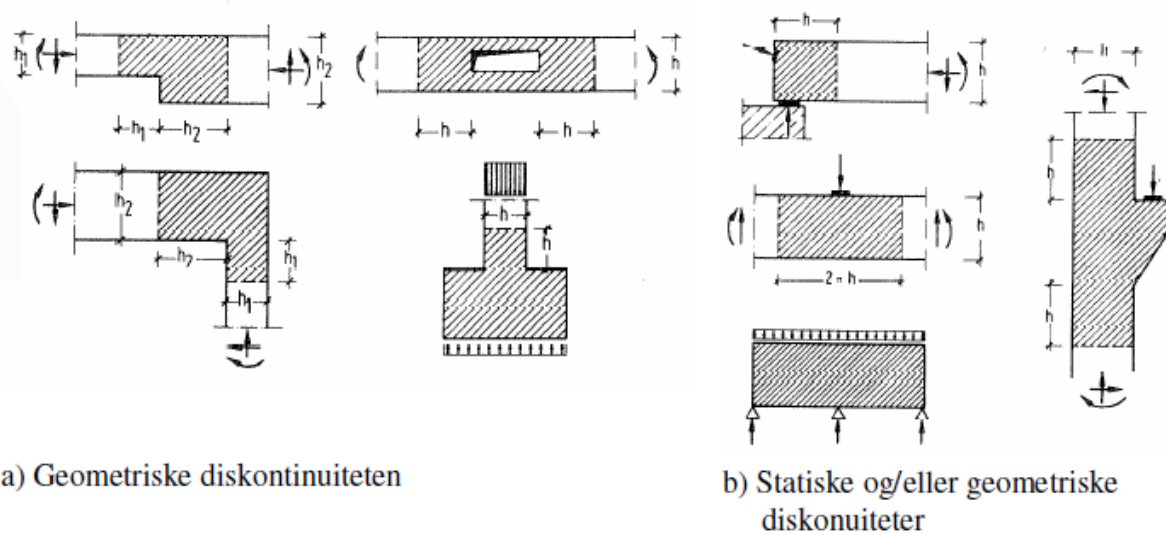 h₁
h₂
h₁
h₂
h
h
h
h₂
h₂
h₁
h₁
h
h
h
h
h
2 = h
h
h
h
a) Geometriske diskontinuiteten
b) Statiske og/eller geometriske
diskonuiteter